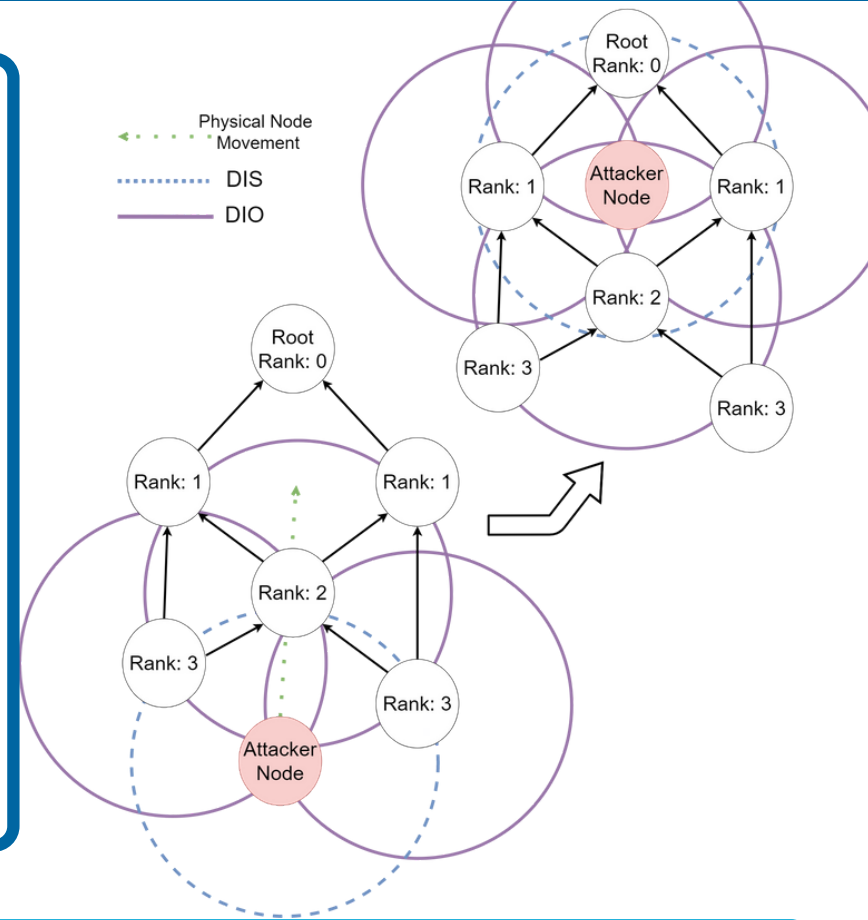 Physical Node
Movement
DIS
DIO
Root
Rank: 0
Rank: 1
Attacker
Node
Rank: 1
Rank: 2
Rank: 3
Rank: 3
Root
Rank: 0
Rank: 1
Rank: 1
Rank: 2
Rank: 3
Rank: 3
Attacker
Node